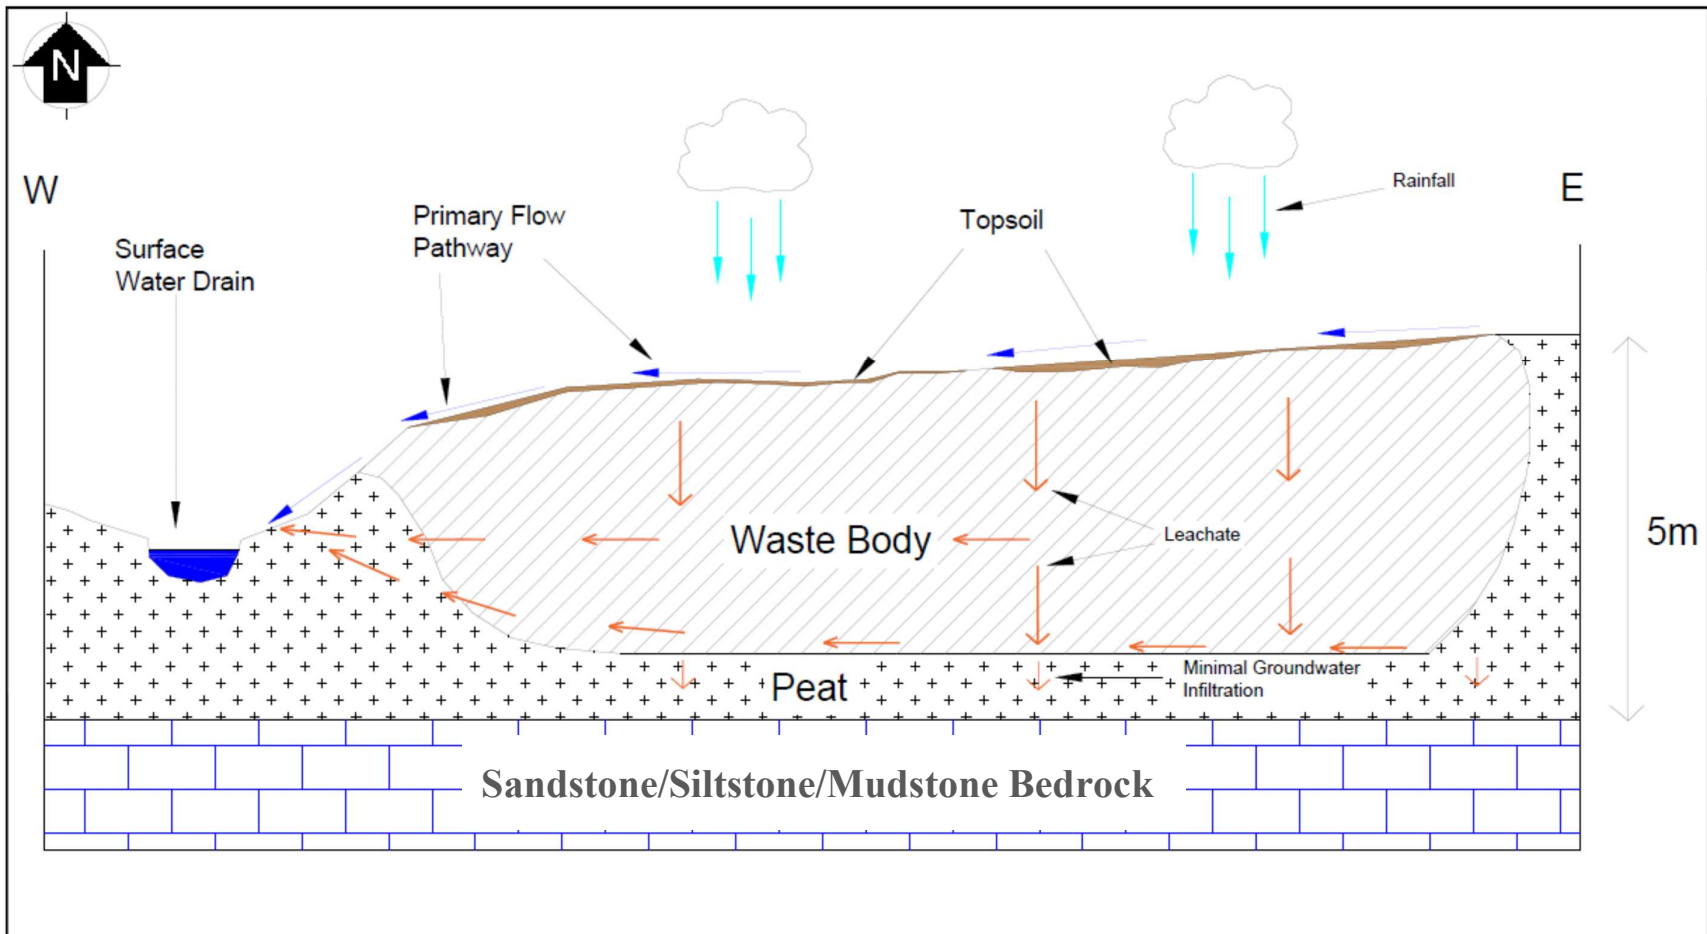 N
W
E
Rainfall
Primary Flow
Pathway
Topsoil
Surface
Water Drain
Waste Body
Leachate
5m
Minimal Groundwater
Infiltration
Peat
Sandstone/Siltstone/Mudstone Bedrock